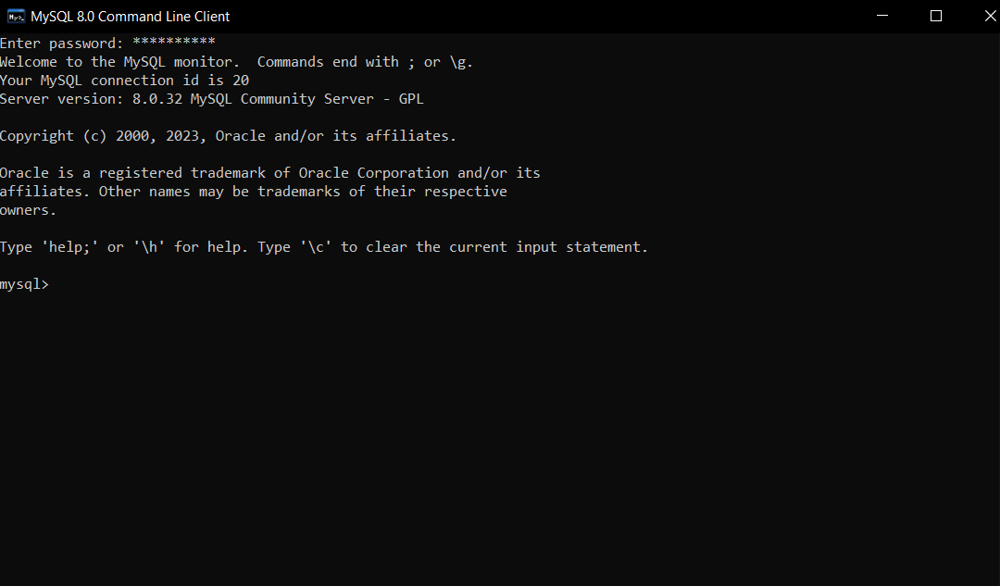 MySQL 8.0 Command Line Client
Enter password: **********
Welcome to the MySQL monitor.  Commands end with ; or \g.
Your MySQL connection id is 20
Server version: 8.0.32 MySQL Community Server - GPL
Copyright (c) 2000, 2023, Oracle and/or its affiliates.
Oracle is a registered trademark of Oracle Corporation and/or its
affiliates. Other names may be trademarks of their respective
owners.
Type 'help;' or '\h' for help. Type '\c' to clear the current input statement.
mysql>